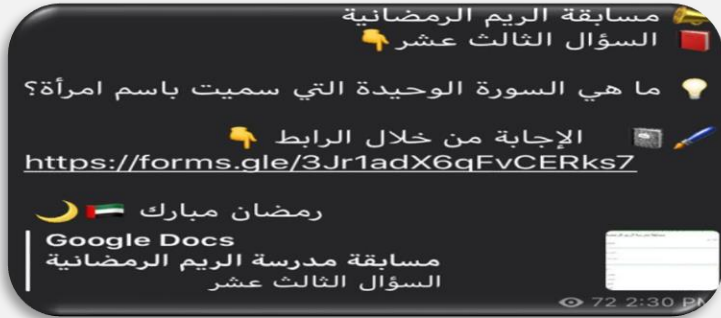 مسابقة الريم الرمضانية
السؤال الثالث عشر
ما هي السورة الوحيدة التي سميت باسم امرأة؟
الإجابة من خلال الرابط
https://forms.gle/3Jr1adX6qFvCERks7
رمضان مبارك
Google Docs
مسابقة مدرسة الريم الرمضانية
السؤال الثالث عشر
72 2:30 PM